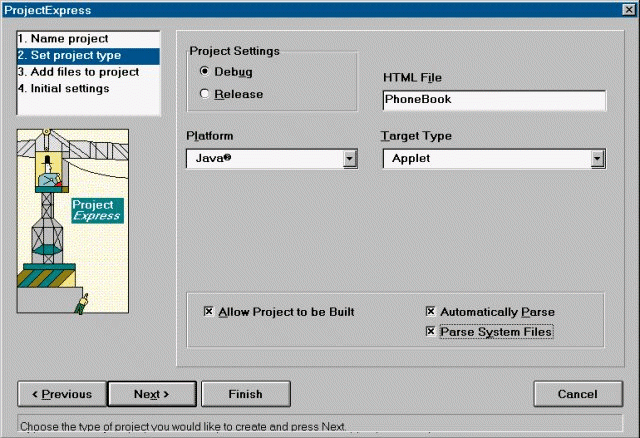 ProjectExpress
1. Name project
2. Set project type
3. Add files to project
4. Initial settings
Project Settings
Debug
Release
HTML File
PhoneBook
Platform
Java®
Target Type
Applet
Project
Express
Allow Project to be Built
Automatically Parse
Parse System Files
< Previous
Next >
Finish
Cancel
Choose the type of project you would like to create and press Next.